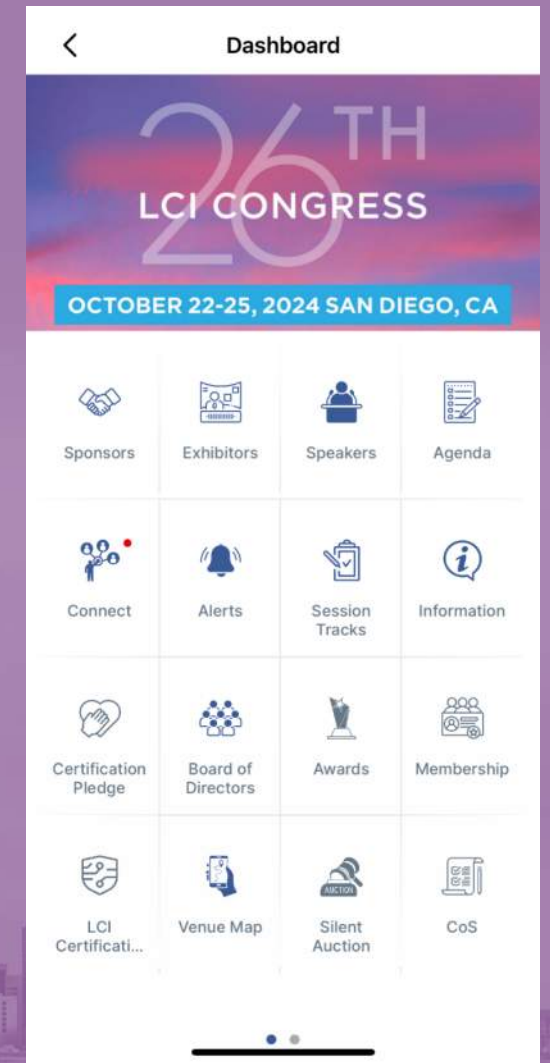 Dashboard
26TH
LCI CONGRESS
OCTOBER 22-25, 2024 SAN DIEGO, CA
Sponsors
Exhibitors
Speakers
Agenda
Connect
Alerts
Session
Tracks
Information
Certification
Pledge
Board of
Directors
Awards
Membership
LCI
Certificati...
Venue Map
AUCTION
Silent
Auction
CoS